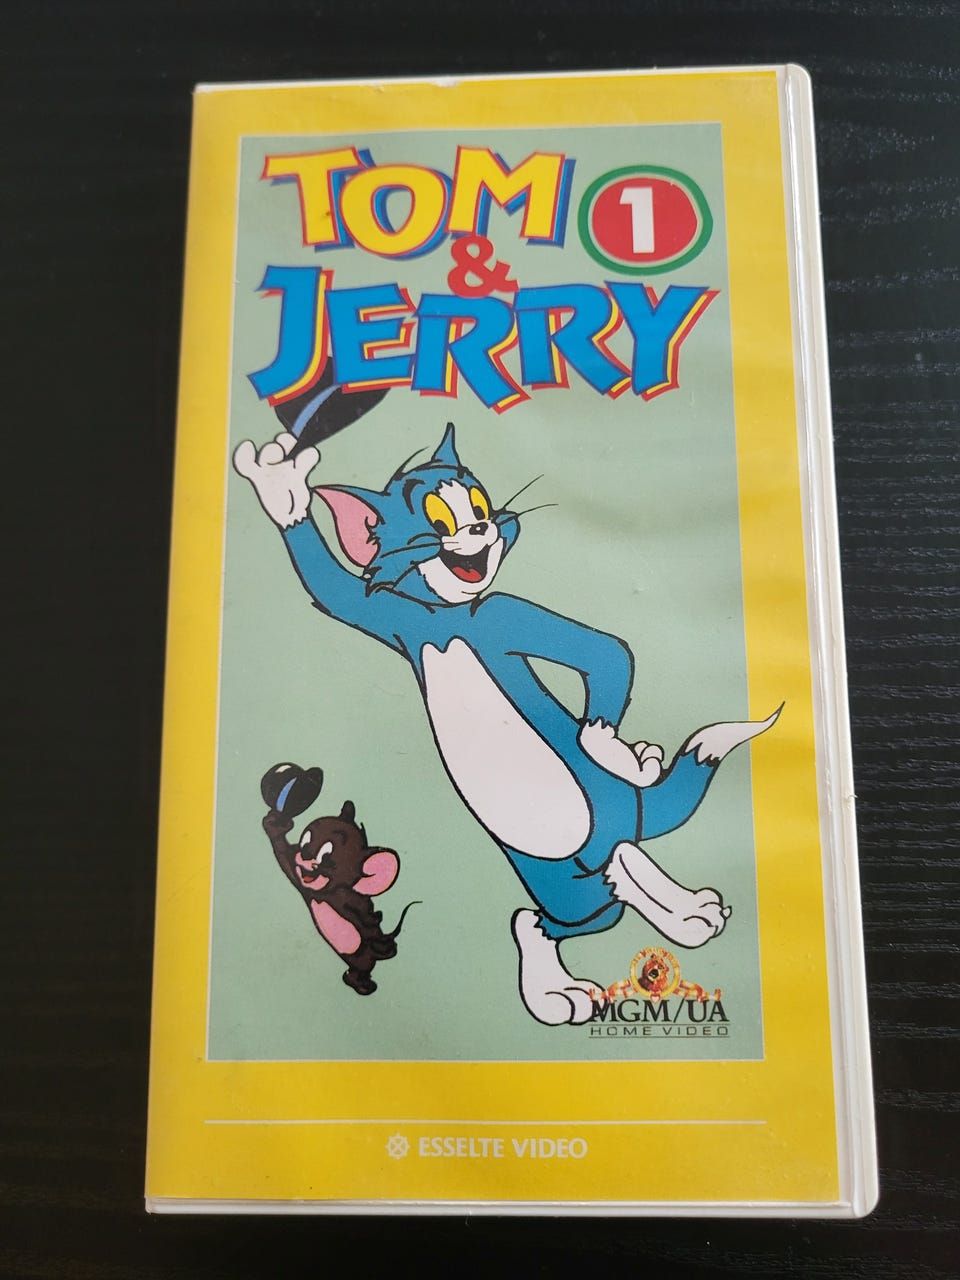 TOM
1
&
JERRY
MGM/UA
HOME VIDEO
ESSELTE VIDEO